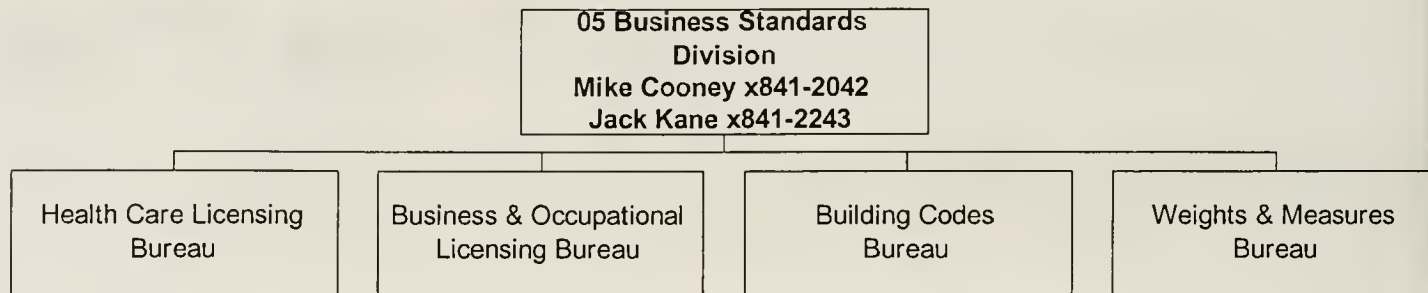 05 Business Standards
Division
Mike Cooney x841-2042
Jack Kane x841-2243
Health Care Licensing
Bureau
Business & Occupational
Licensing Bureau
Building Codes
Bureau
Weights & Measures
Bureau